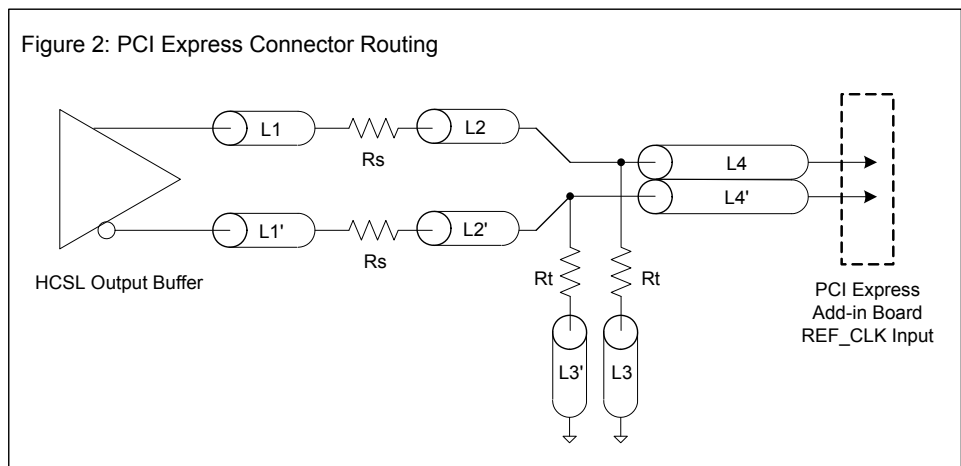 Figure 2: PCI Express Connector Routing
L1
Rs
L2
L4
L4'
L1'
Rs
L2'
HCSL Output Buffer
Rt
Rt
L3'
L3
PCI Express
Add-in Board
REF_CLK Input